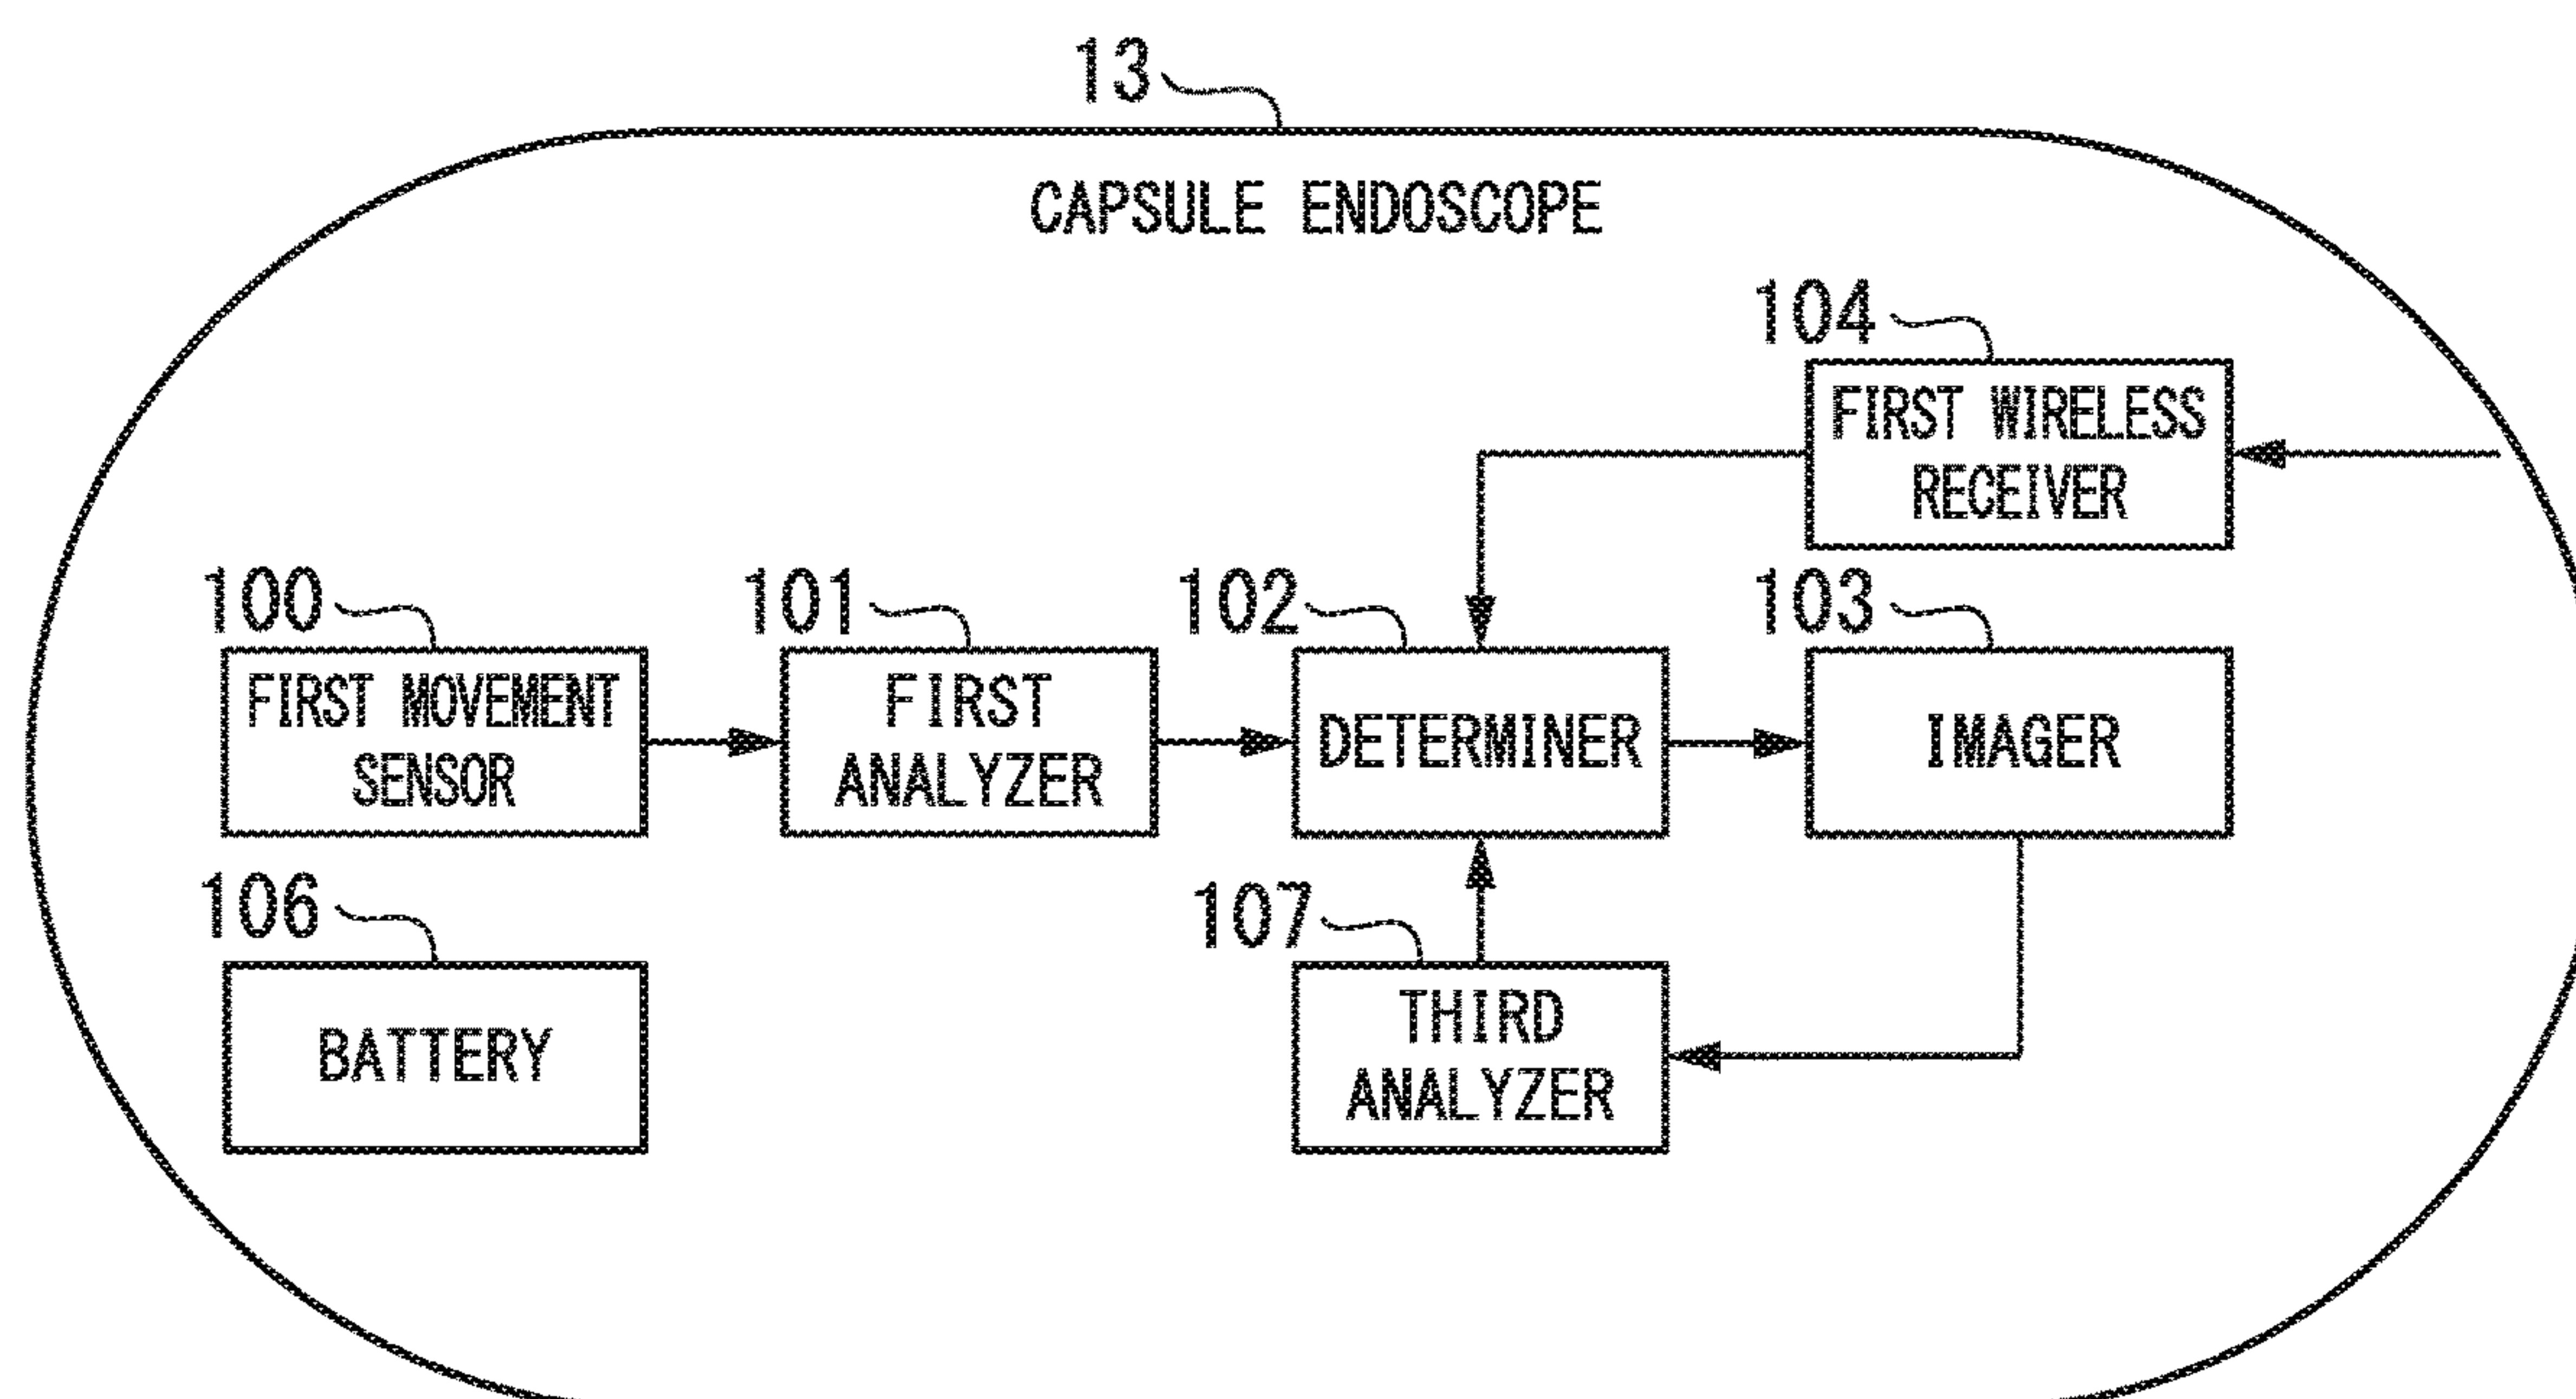 13
CAPSULE ENDOSCOPE
104
FIRST WIRELESS
RECEIVER
100
101
102
103
FIRST MOVEMENT
SENSOR
FIRST
ANALYZER
DETERMINER
IMAGER
106
107
BATTERY
THIRD
ANALYZER